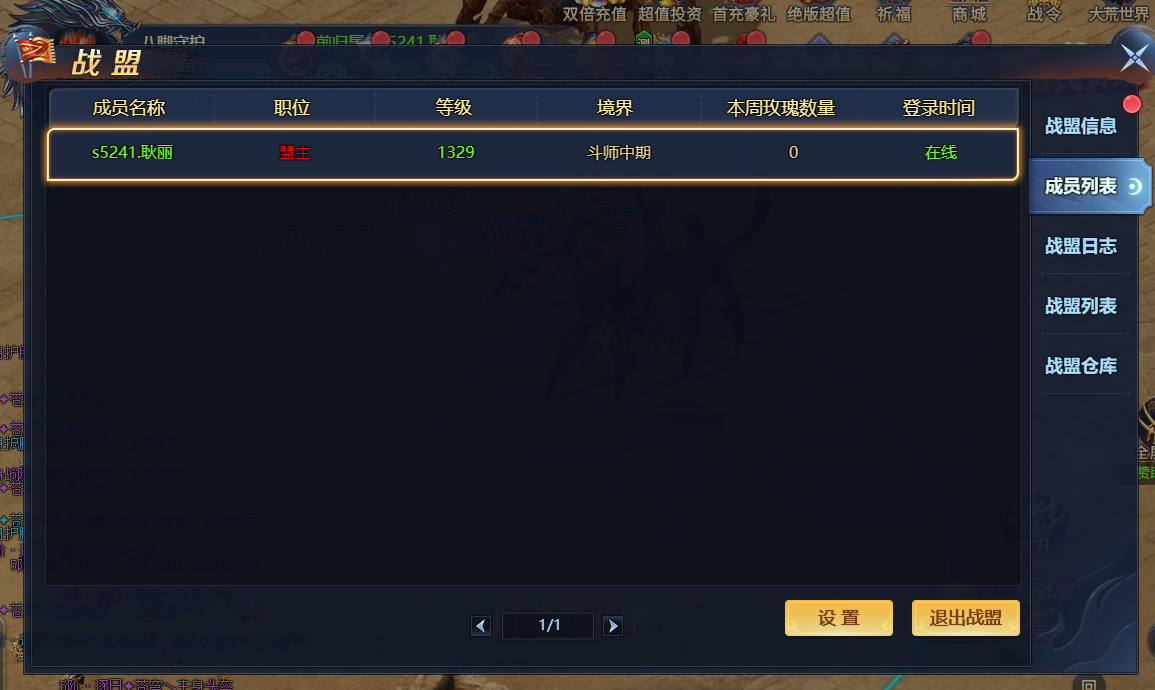 双倍充值 超值投资 首充豪礼 绝版超值 祈福 商城 战令 大荒世界
战盟
成员名称 职位 等级 境界 本周玫瑰数量 登录时间
s5241.耿丽 盟主 1329 斗师中期 0 在线
战盟信息
成员列表
战盟日志
战盟列表
战盟仓库
1/1
设置 退出战盟